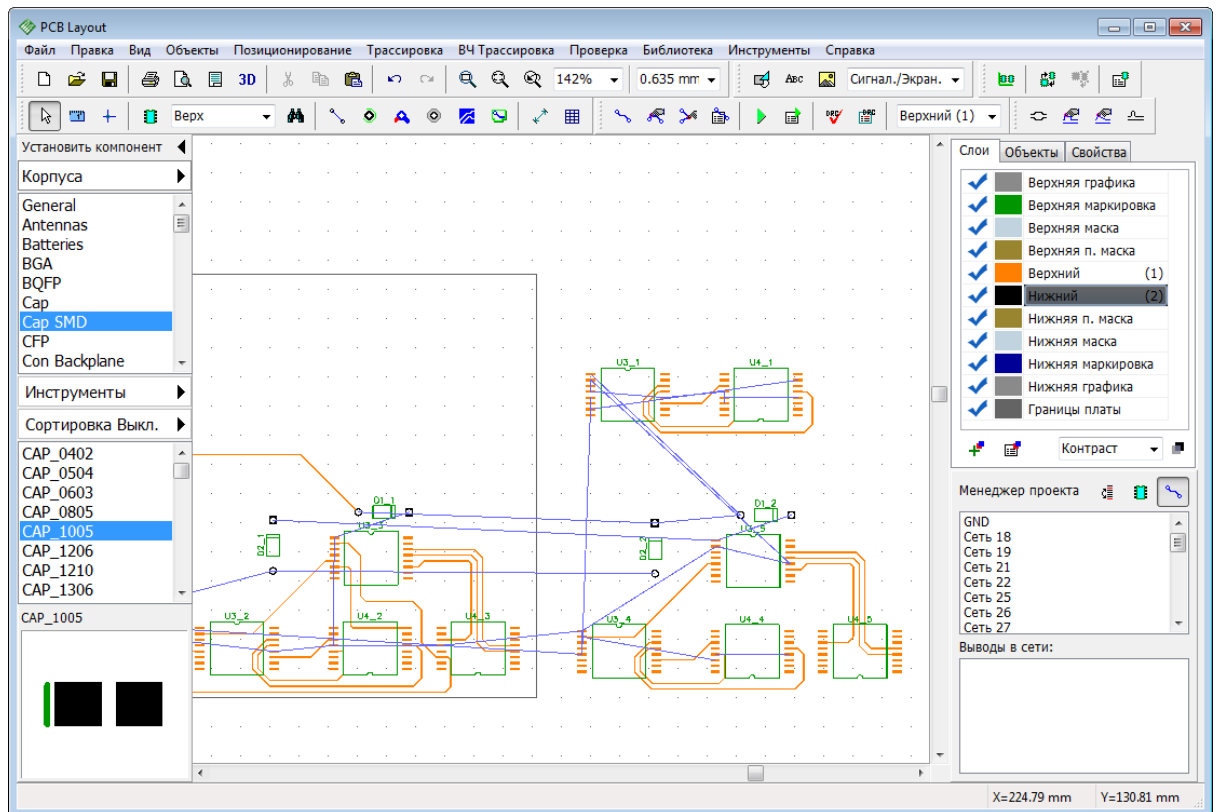 PCB Layout
Файл Правка Вид Объекты Позиционирование Трассировка ВЧ Трассировка Проверка Библиотека Инструменты Справка
3D 142% 0.635 mm ABC Сигнал./Экран.
Верх DRC DRC Верхний (1)
Установить компонент
Корпуса
General
Antennas
Batteries
BGA
BQFP
Cap
Cap SMD
CFP
Con Backplane
Инструменты
Сортировка Выкл.
CAP_0402
CAP_0504
CAP_0603
CAP_0805
CAP_1005
CAP_1206
CAP_1210
CAP_1306
CAP_1005
U3_1 U4_1
D1_1 D1_2
U3_3 U3_5
D2_1 D2_2
U3_2 U4_2 U4_3 U3_4 U4_4 U4_5
Слои Объекты Свойства
Верхняя графика
Верхняя маркировка
Верхняя маска
Верхняя п. маска
Верхний (1)
Нижний (2)
Нижняя п. маска
Нижняя маска
Нижняя маркировка
Нижняя графика
Границы платы
Контраст
Менеджер проекта
GND
Сеть 18
Сеть 19
Сеть 21
Сеть 22
Сеть 25
Сеть 26
Сеть 27
Выводы в сети:
X=224.79 mm Y=130.81 mm